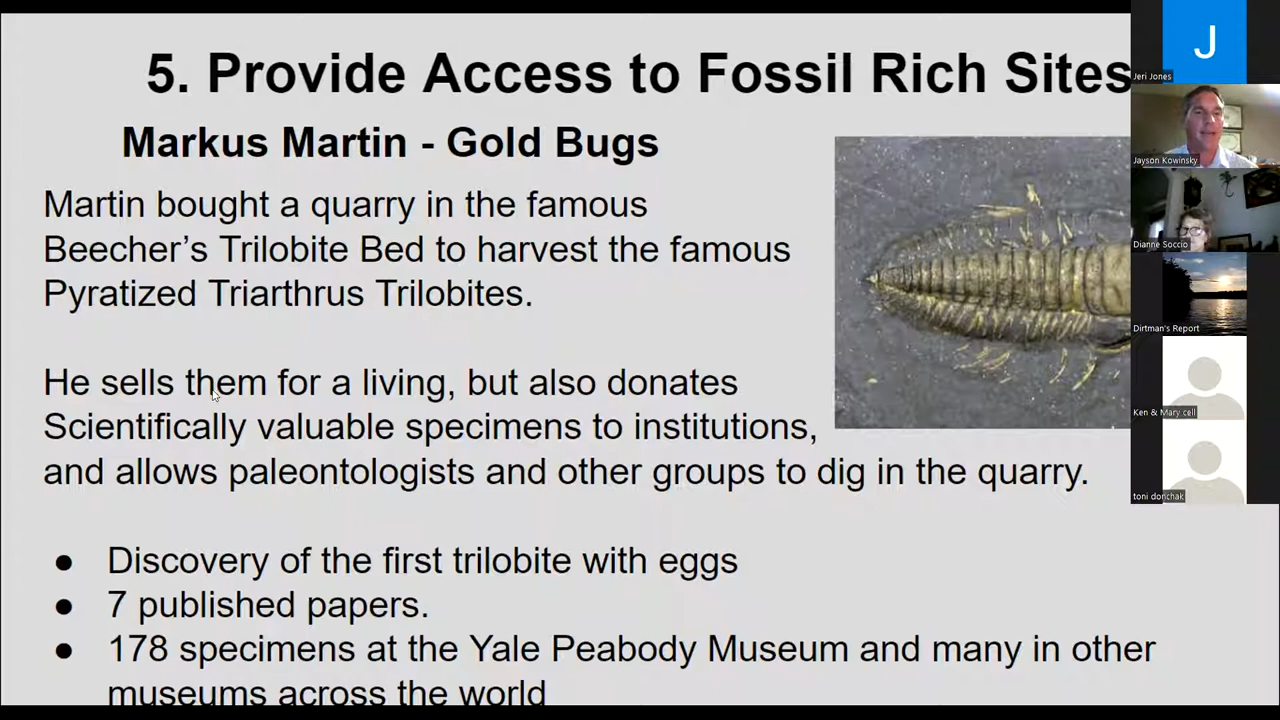 5. Provide Access to Fossil Rich Sites
Markus Martin - Gold Bugs
Martin bought a quarry in the famous
Beecher’s Trilobite Bed to harvest the famous
Pyratized Triarthrus Trilobites.
He sells them for a living, but also donates
Scientifically valuable specimens to institutions,
and allows paleontologists and other groups to dig in the quarry.
● Discovery of the first trilobite with eggs
● 7 published papers.
● 178 specimens at the Yale Peabody Museum and many in other
museums across the world
J
Jeri Jones
Jayson Kowinsky
Dianne Soccio
Dirtman's Report
Ken & Mary cell
toni donchak